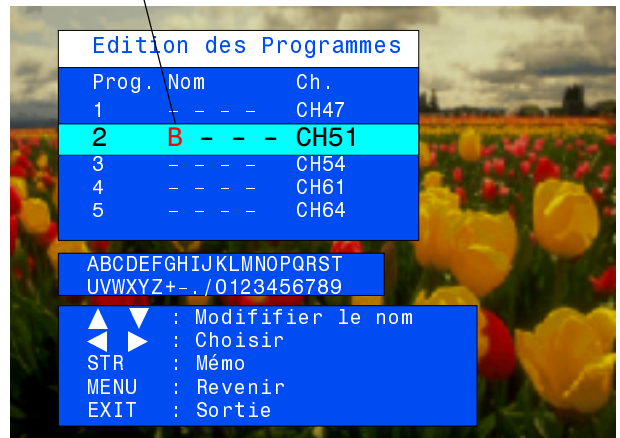 Edition des Programmes
Prog. Nom Ch.
1 – – – – CH47
2 B – – – CH51
3 – – – – CH54
4 – – – – CH61
5 – – – – CH64
ABCDEFGHIJKLMNOPQRST
UVWXYZ+–./0123456789
▲ ▼ : Modififier le nom
◀ ▶ : Choisir
STR : Mémo
MENU : Revenir
EXIT : Sortie